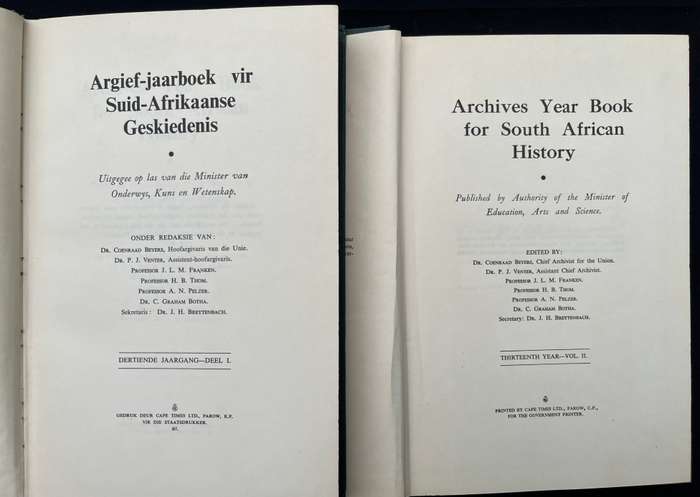 Argief-jaarboek vir
Suid-Afrikaanse
Geskiedenis
Uitgegee op las van die Minister van
Onderwys, Kuns en Wetenskap.
ONDER REDAKSIE VAN:
DR. COENRAAD BEYERS, Hoofargivaris van die Unie.
DR. P. J. VENTER, Assistent-hoofargivaris.
PROFESSOR J. L. M. FRANKEN.
PROFESSOR H. B. THOM.
PROFESSOR A. N. PELZER.
DR. C. GRAHAM BOTHA.
Sekretaris: DR. J. H. BREYTENBACH.
DERTIENDE JAARGANG—DEEL I.
GEDRUK DEUR CAPE TIMES LTD., PAROW, K.P.
VIR DIE STAATSDRUKKER.
Archives Year Book
for South African
History
Published by Authority of the Minister of
Education, Arts and Science.
EDITED BY:
DR. COENRAAD BEYERS, Chief Archivist for the Union.
DR. P. J. VENTER, Assistant Chief Archivist.
PROFESSOR J. L. M. FRANKEN.
PROFESSOR H. B. THOM.
PROFESSOR A. N. PELZER.
DR. C. GRAHAM BOTHA.
Secretary: DR. J. H. BREYTENBACH.
THIRTEENTH YEAR—VOL. II.
PRINTED BY CAPE TIMES LTD., PAROW, C.P.,
FOR THE GOVERNMENT PRINTER.